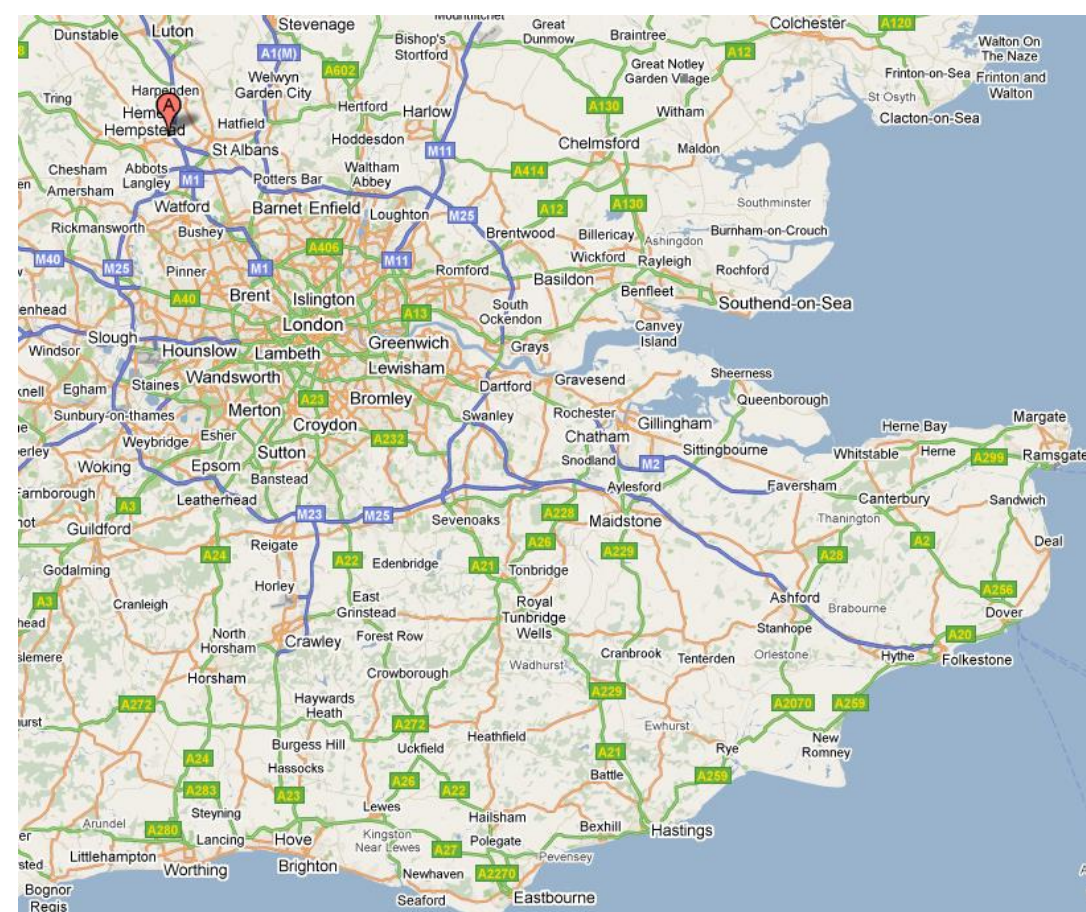 Dunstable
Luton
Stevenage
Great
Dunmow
Braintree
Colchester
A120
Bishop's
Stortford
A1(M)
A602
A12
Walton On
The Naze
Great Notley
Garden Village
Welwyn
Garden City
Frinton-on-Sea
Frinton and
Walton
Tring
Harpenden
A
Hempstead
Hertford
Harlow
A130
Witham
St Osyth
Clacton-on-Sea
Hatfield
Hoddesdon
Chelmsford
Maldon
St Albans
M11
Chesham
Abbots
Langley
M1
Potters Bar
Waltham
Abbey
A414
Amersham
Watford
Barnet
Enfield
Loughton
M25
A12
A130
Southminster
Rickmansworth
Bushey
Brentwood
Billericay
Ashingdon
Burnham-on-Crouch
A406
M40
M25
Pinner
M1
M11
Romford
Wickford
Rayleigh
Rochford
Basildon
A40
Brent
Islington
A13
South
Ockendon
Benfleet
Southend-on-Sea
enhead
London
Canvey
Island
Slough
Hounslow
Lambeth
Greenwich
Grays
Windsor
Lewisham
Wandsworth
Dartford
Gravesend
Sheerness
Egham
Staines
A23
Bromley
Queenborough
Sunbury-on-thames
Merton
Croydon
Swanley
Rochester
Gillingham
Margate
Weybridge
Esher
A232
Chatham
Herne Bay
Sutton
Sittingbourne
Whitstable
Herne
A299
Ramsgate
Woking
Epsom
Banstead
Snodland
M2
Farnborough
A3
Leatherhead
Aylesford
Faversham
Canterbury
Sandwich
M23
M25
Sevenoaks
A228
Maidstone
Thanington
Guildford
Reigate
A26
A2
Deal
A24
A22
Edenbridge
A21
Tonbridge
A229
A28
Godalming
Horley
A256
A3
Cranleigh
East
Grinstead
Royal
Tunbridge
Wells
Ashford
Brabourne
Dover
North
Horsham
Crawley
Forest Row
Stanhope
A20
slemere
Wadhurst
Cranbrook
Tenterden
Orlestone
Hythe
Folkestone
Horsham
Crowborough
A272
Haywards
Heath
A229
A2070
A259
A272
Ewhurst
Burgess Hill
Uckfield
Heathfield
New
Romney
A24
A21
Rye
Hassocks
A26
Battle
A259
A283
A23
A22
Steyning
Lewes
Hailsham
Arundel
A280
Lancing
Hove
Kingston
Near Lewes
Bexhill
Hastings
Littlehampton
Worthing
Brighton
A27
Polegate
Pevensey
Newhaven
A2270
Bognor
Regis
Seaford
Eastbourne